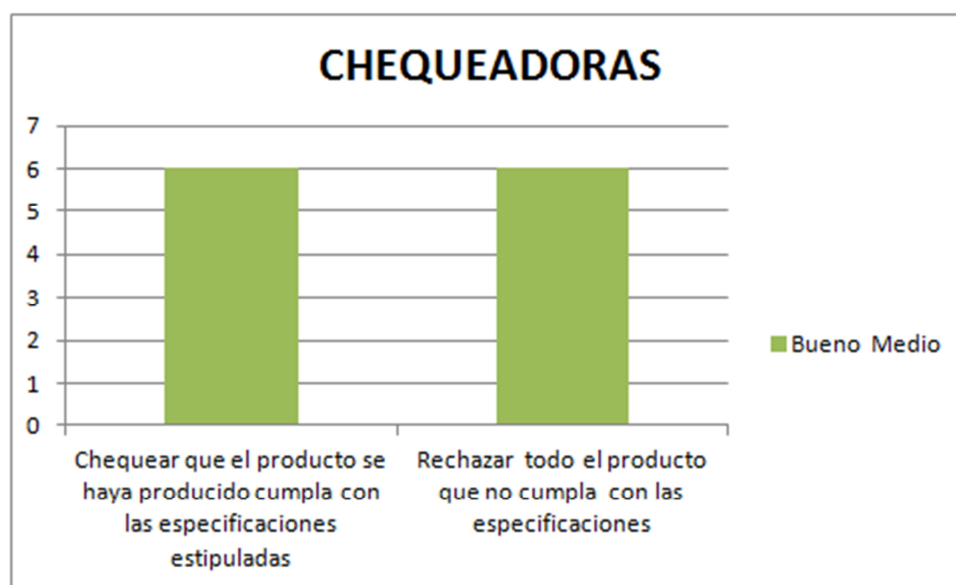 CHEQUEADORAS
7
6
5
4
3
2
1
0
Bueno Medio
Chequear que el producto se
haya producido cumpla con
las especificaciones
estipuladas
Rechazar todo el producto
que no cumpla con las
especificaciones